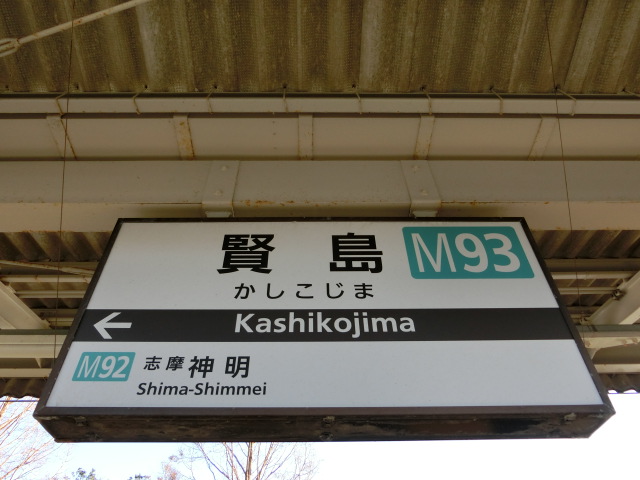 賢島 M93
かしこじま
Kashikojima
M92 志摩神明
Shima-Shimmei